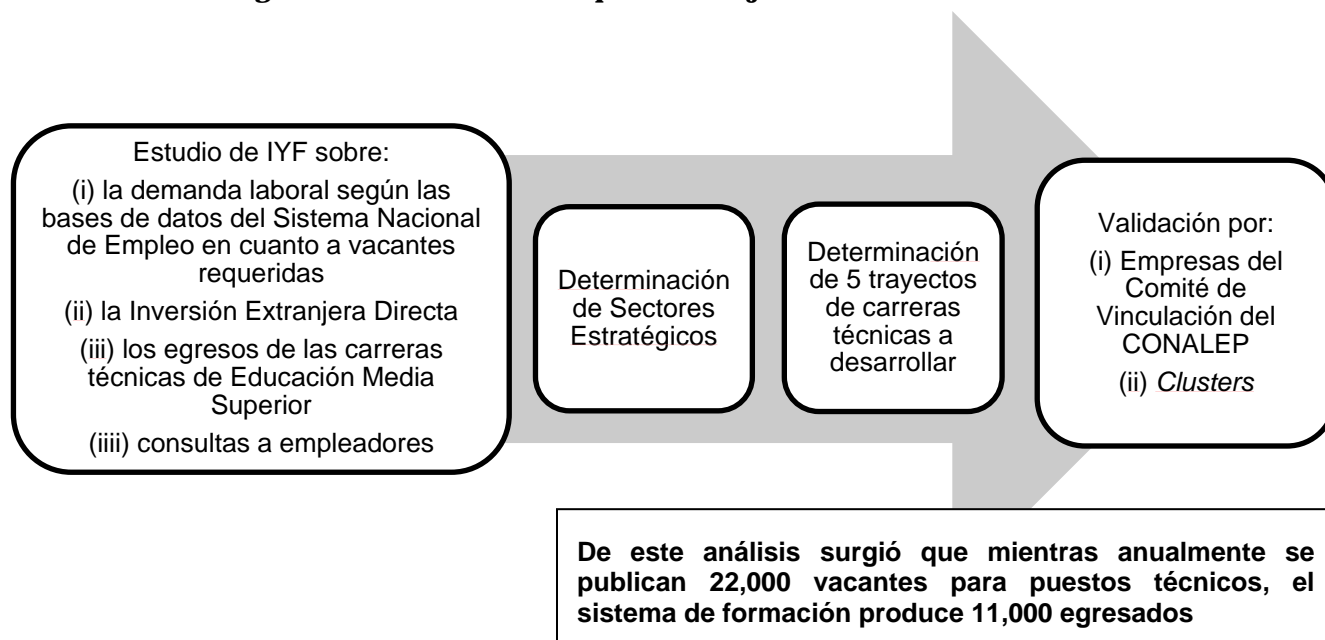 Estudio de IYF sobre:
(i) la demanda laboral según las
bases de datos del Sistema Nacional
de Empleo en cuanto a vacantes
requeridas
(ii) la Inversión Extranjera Directa
(iii) los egresos de las carreras
técnicas de Educación Media
Superior
(iiii) consultas a empleadores
Determinación
de Sectores
Estratégicos
Determinación
de 5 trayectos
de carreras
técnicas a
desarrollar
Validación por:
(i) Empresas del
Comité de
Vinculación del
CONALEP
(ii) Clusters
De este análisis surgió que mientras anualmente se
publican 22,000 vacantes para puestos técnicos, el
sistema de formación produce 11,000 egresados